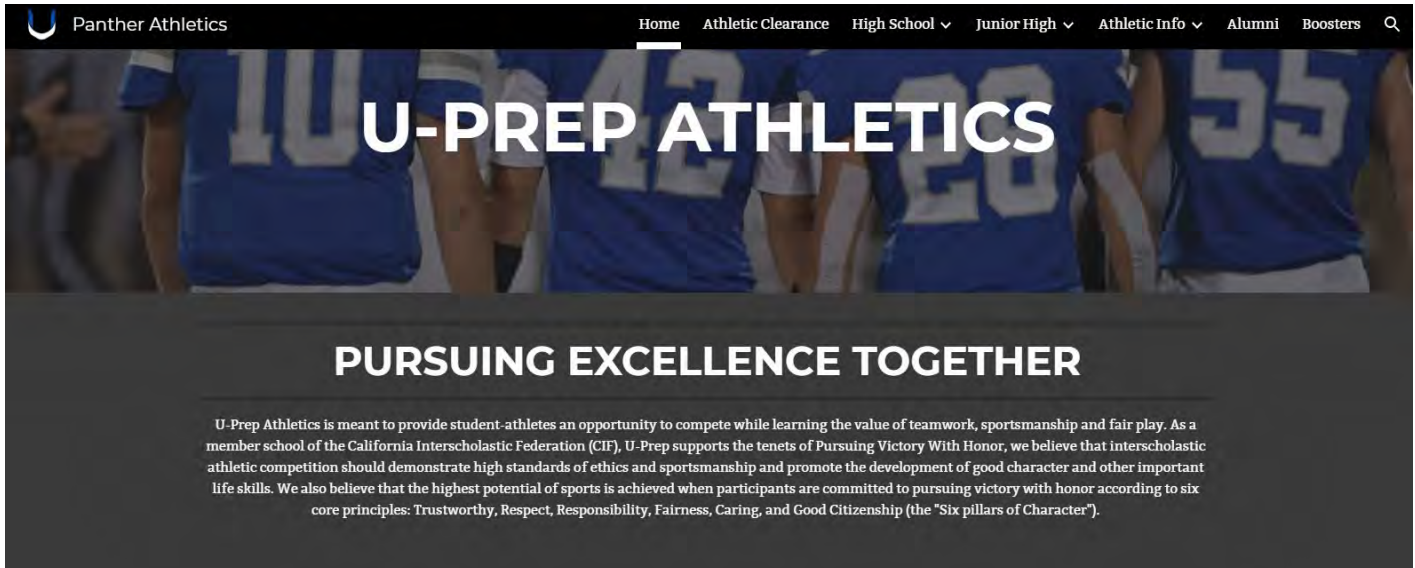 Panther Athletics
Home Athletic Clearance High School Junior High Athletic Info Alumni Boosters
10 42 28 55
U-PREP ATHLETICS
PURSUING EXCELLENCE TOGETHER
U-Prep Athletics is meant to provide student-athletes an opportunity to compete while learning the value of teamwork, sportsmanship and fair play. As a
member school of the California Interscholastic Federation (CIF), U-Prep supports the tenets of Pursuing Victory With Honor, we believe that interscholastic
athletic competition should demonstrate high standards of ethics and sportsmanship and promote the development of good character and other important
life skills. We also believe that the highest potential of sports is achieved when participants are committed to pursuing victory with honor according to six
core principles: Trustworthy, Respect, Responsibility, Fairness, Caring, and Good Citizenship (the "Six pillars of Character").